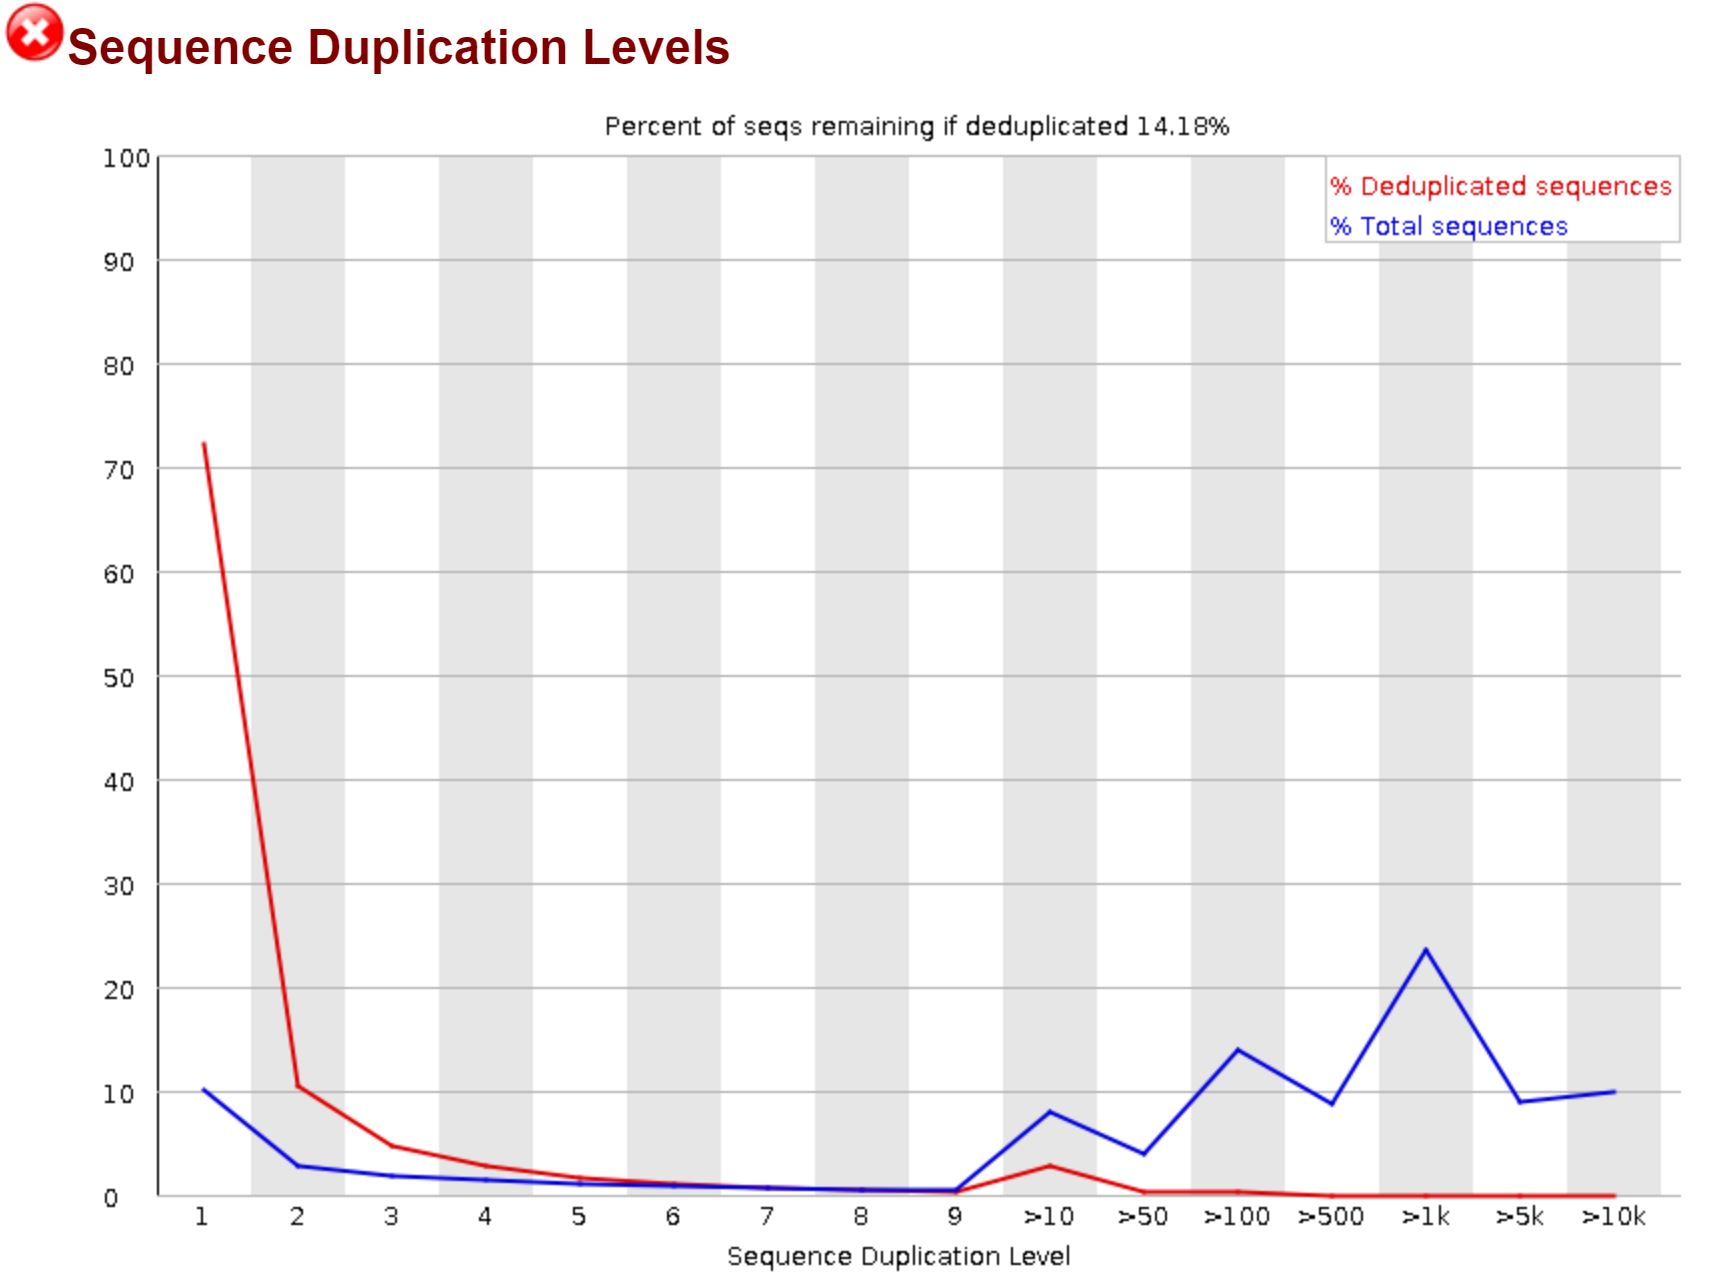 Sequence Duplication Levels
Percent of seqs remaining if deduplicated 14.18%
% Deduplicated sequences
% Total sequences
100
90
80
70
60
50
40
30
20
10
0
1 2 3 4 5 6 7 8 9 >10 >50 >100 >500 >1k >5k >10k
Sequence Duplication Level